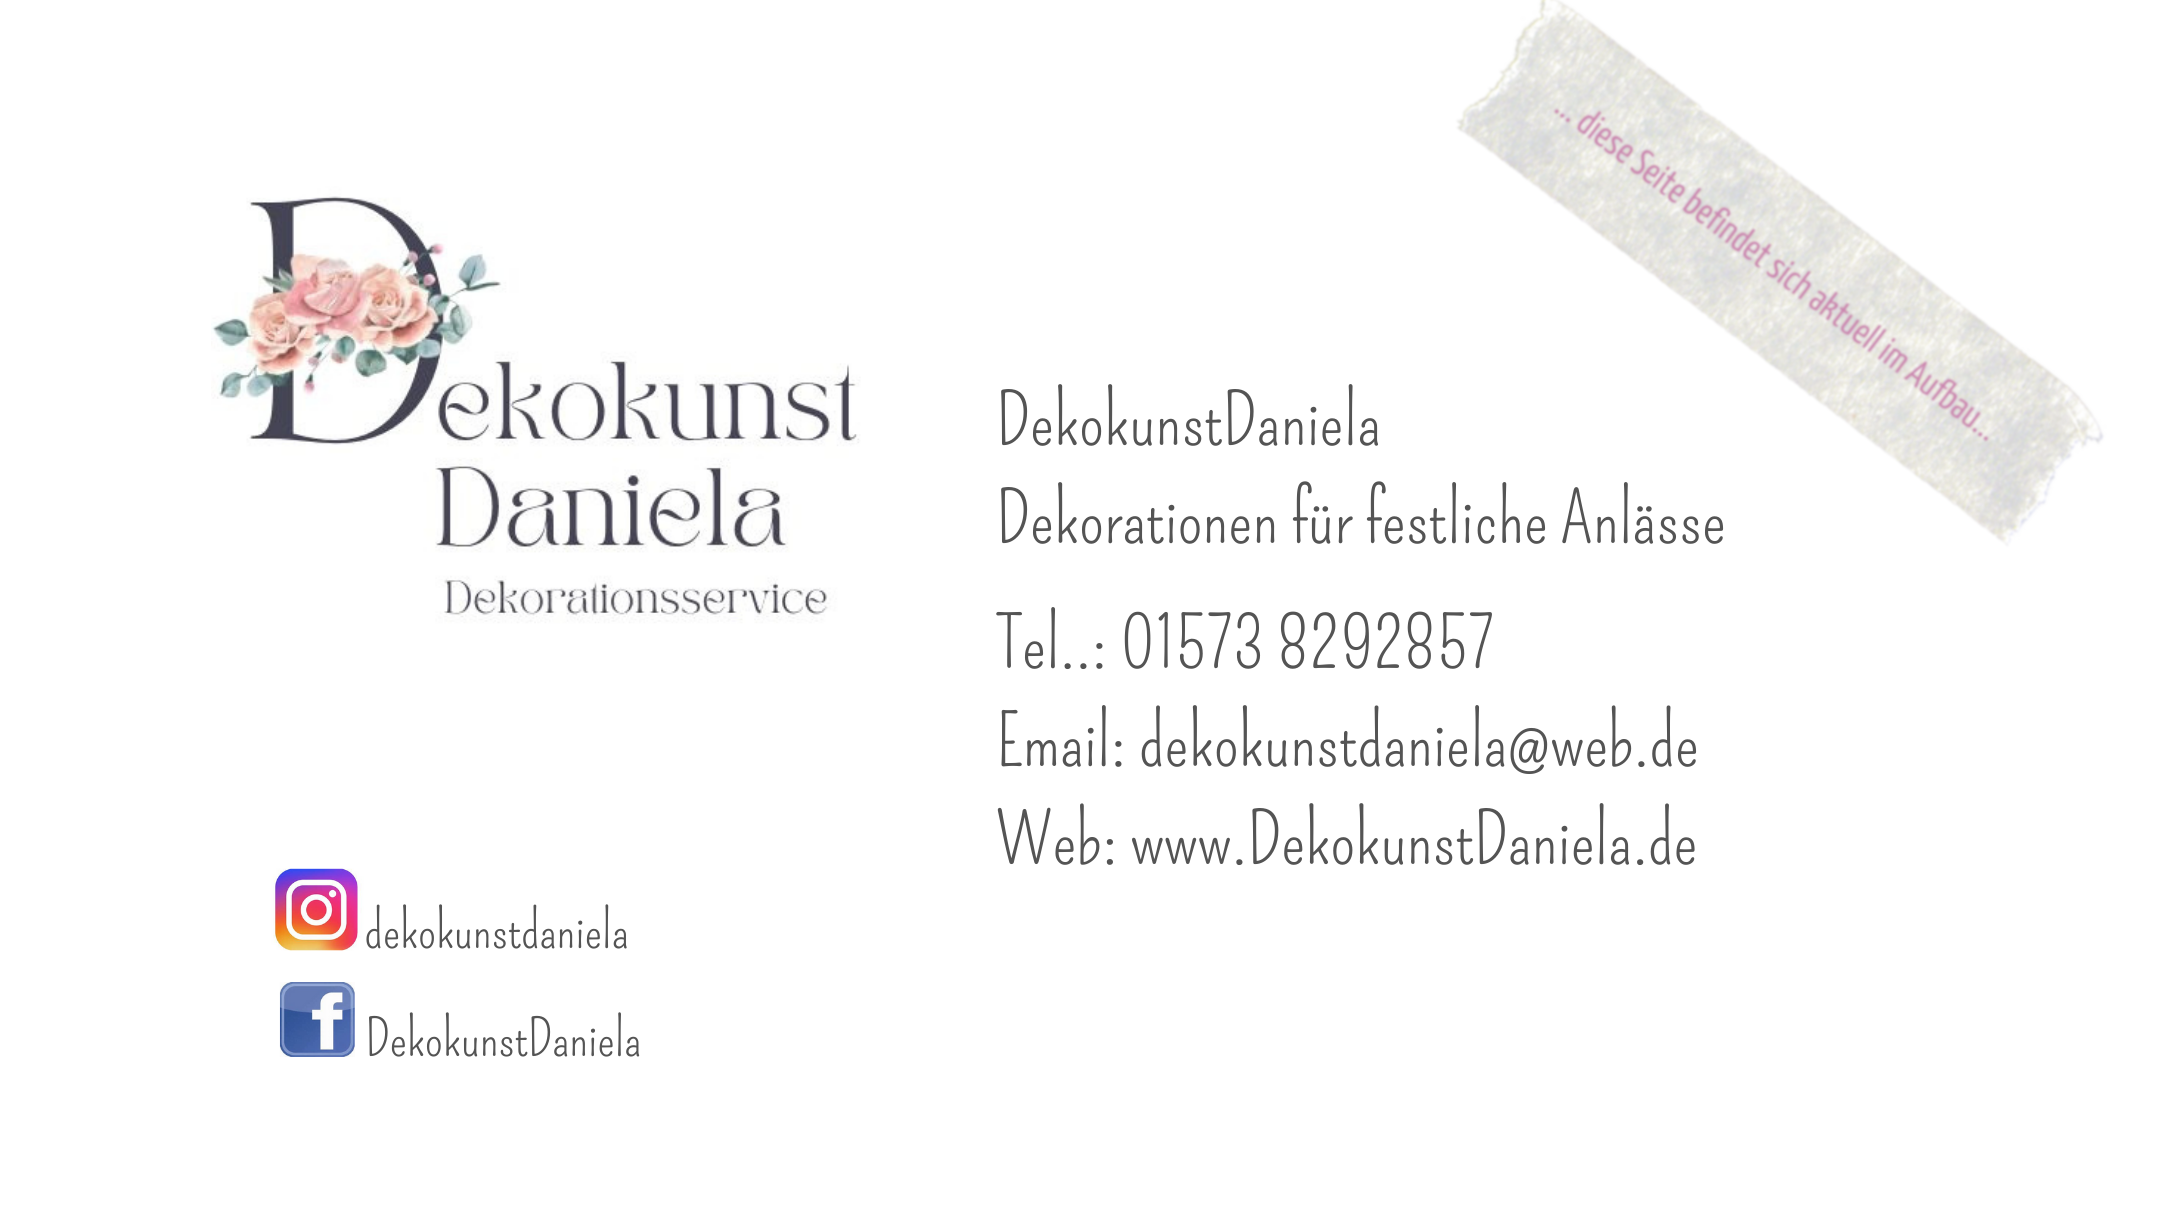 ... diese Seite befindet sich aktuell im Aufbau...
Dekokunst
Daniela
Dekorationsservice
DekokunstDaniela
Dekorationen für festliche Anlässe
Tel..: 01573 8292857
Email: dekokunstdaniela@web.de
Web: www.DekokunstDaniela.de
dekokunstdaniela
f DekokunstDaniela